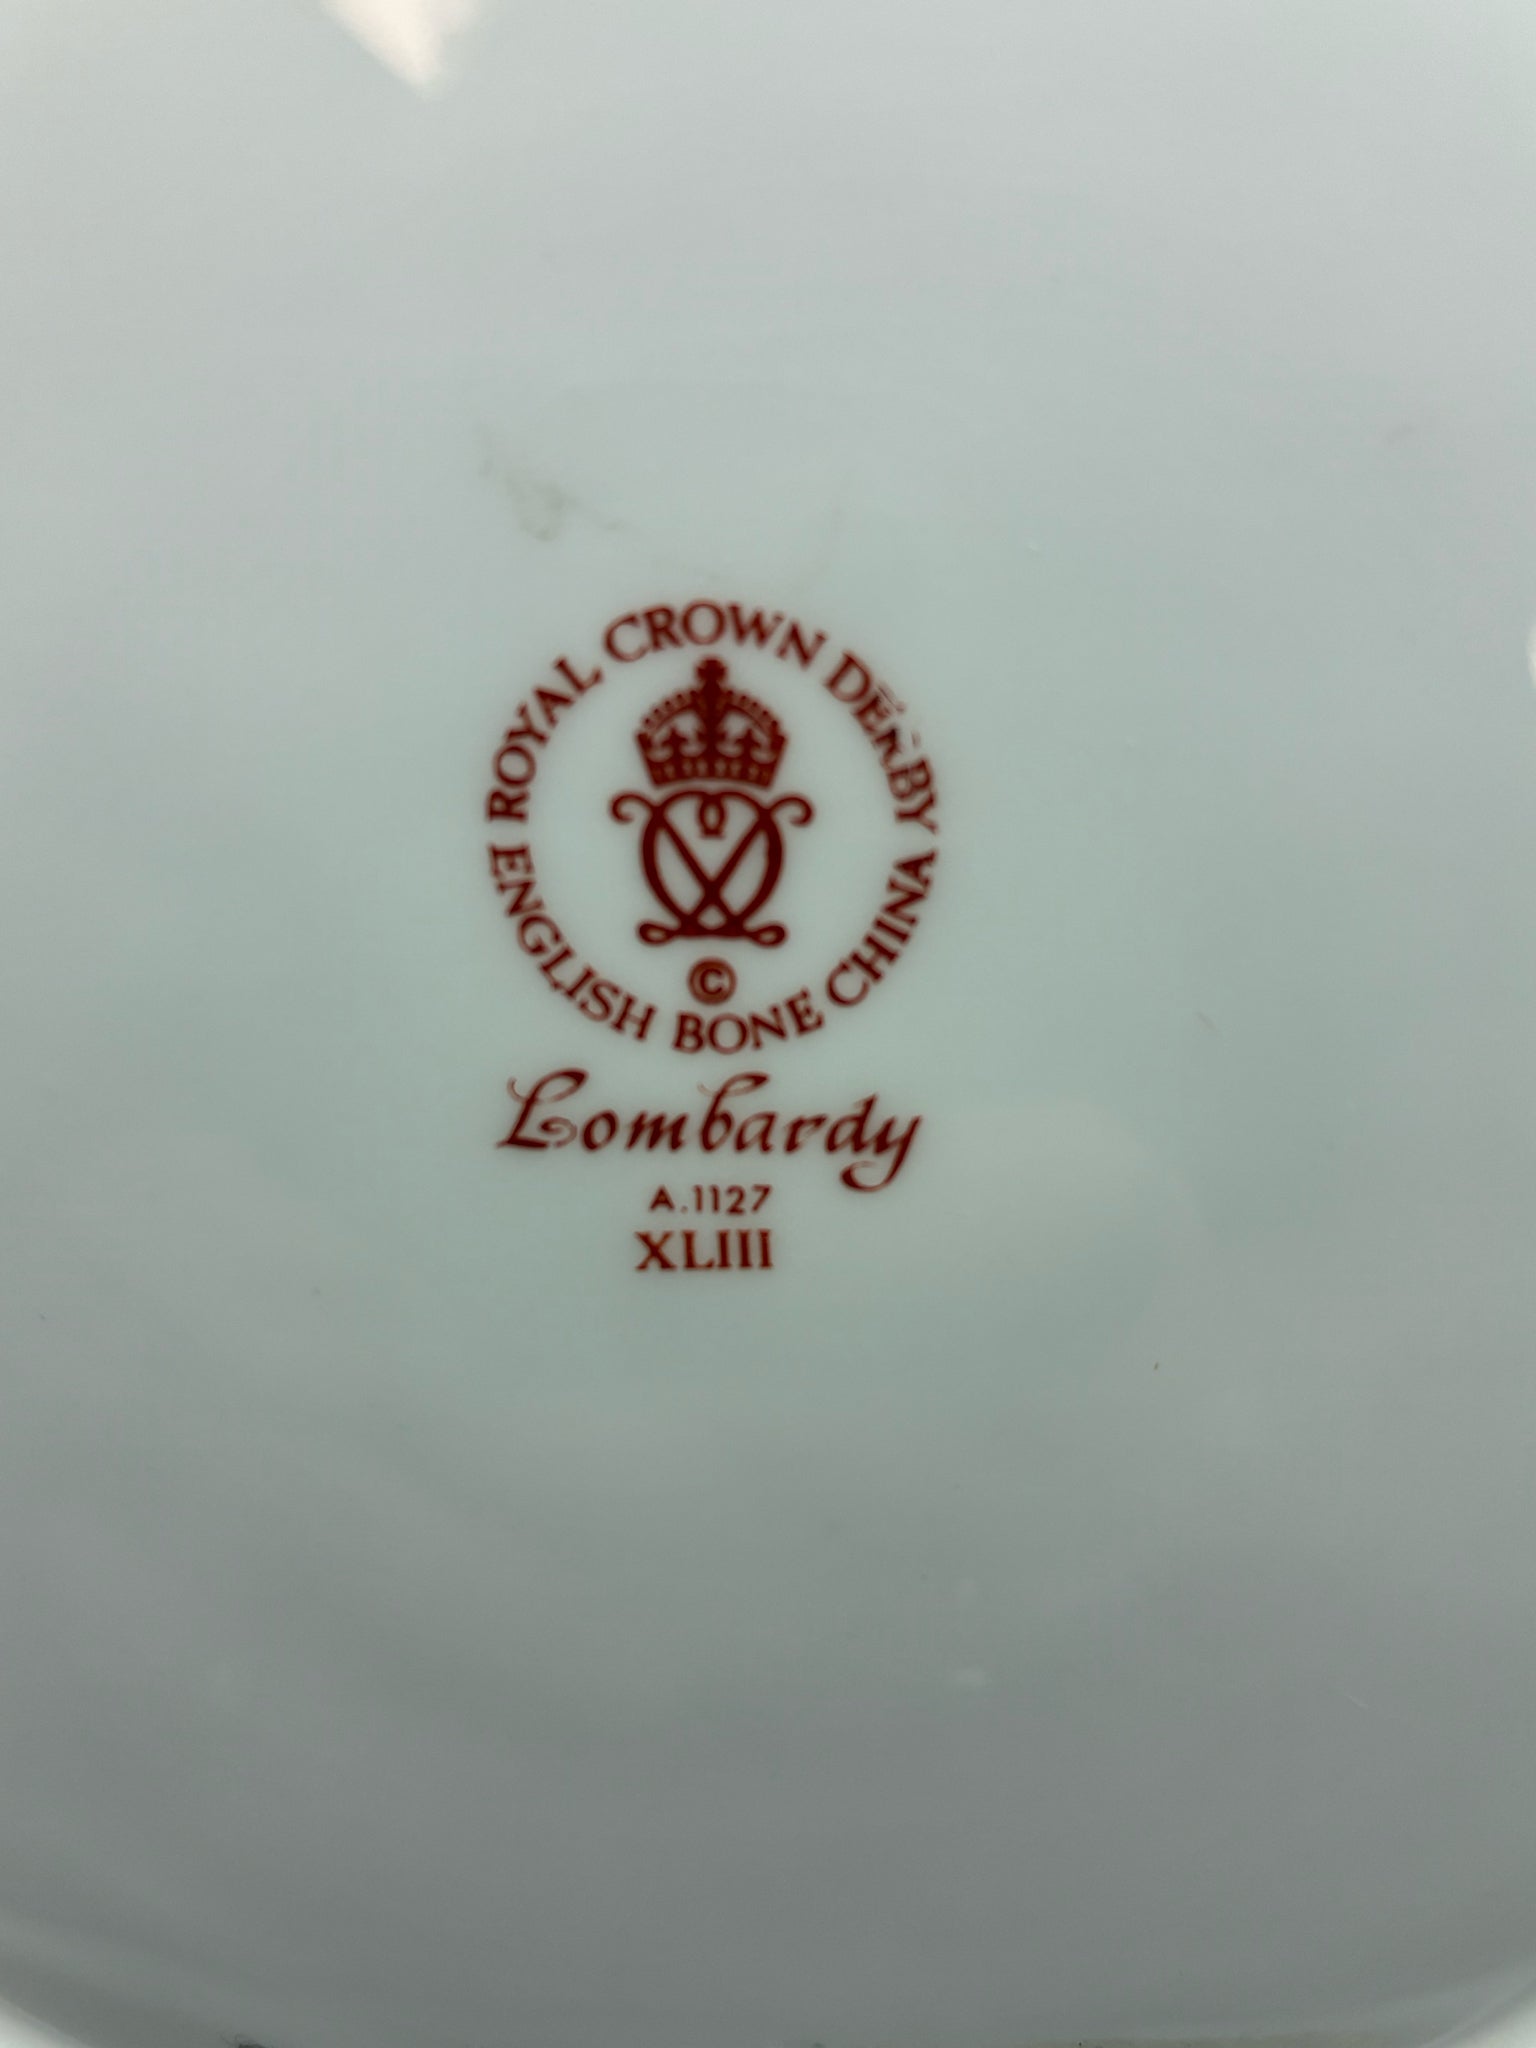 ROYAL CROWN DERBY
ENGLISH BONE CHINA
©
Lombardy
A.1127
XLIII